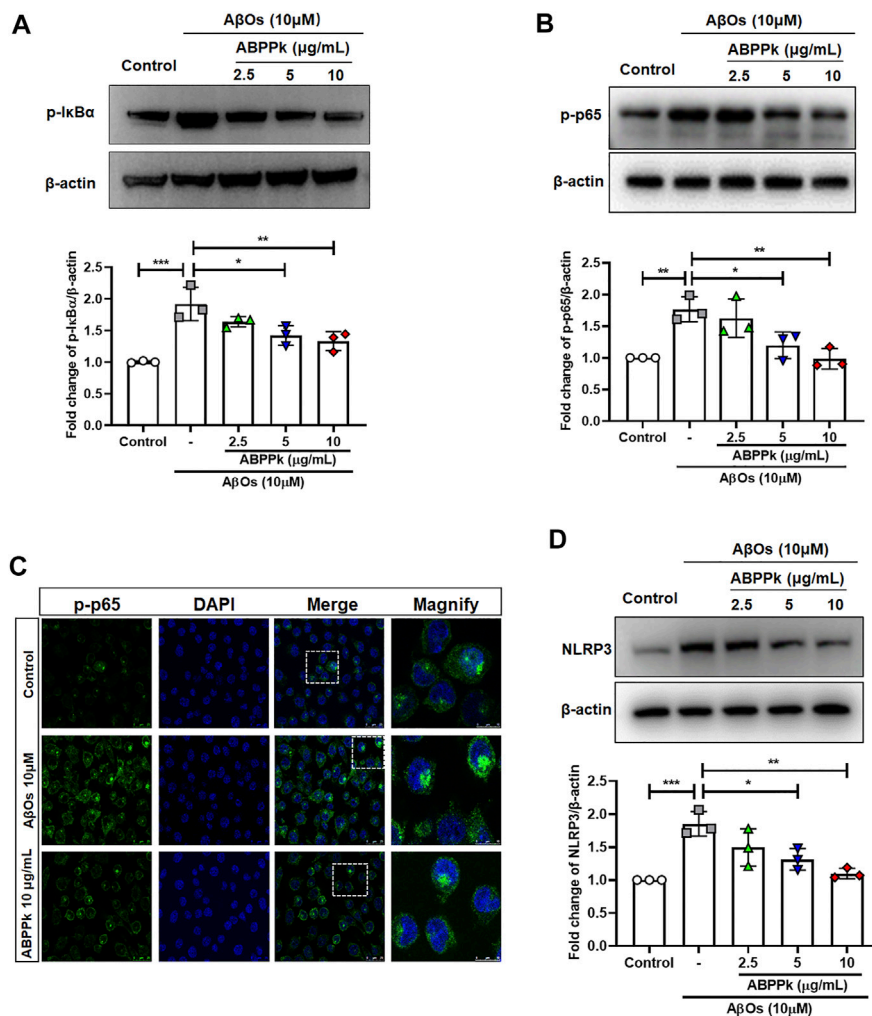 A
AβOs (10μM)
ABPPk (μg/mL)
Control
2.5 5 10
p-IκBα
β-actin
Fold change of p-IκBα/β-actin
2.5
2.0
1.5
1.0
0.5
0.0
*** * **
Control - 2.5 5 10
ABPPk (μg/mL)
AβOs (10μM)
B
AβOs (10μM)
ABPPk (μg/mL)
Control
2.5 5 10
p-p65
β-actin
Fold change of p-p65/β-actin
2.5
2.0
1.5
1.0
0.5
0.0
** * **
Control - 2.5 5 10
ABPPk (μg/mL)
AβOs (10μM)
C
p-p65 DAPI Merge Magnify
Control
AβOs 10μM
ABPPk 10 μg/mL
D
AβOs (10μM)
ABPPk (μg/mL)
Control
2.5 5 10
NLRP3
β-actin
Fold change of NLRP3/β-actin
2.5
2.0
1.5
1.0
0.5
0.0
*** * **
Control - 2.5 5 10
ABPPk (μg/mL)
AβOs (10μM)